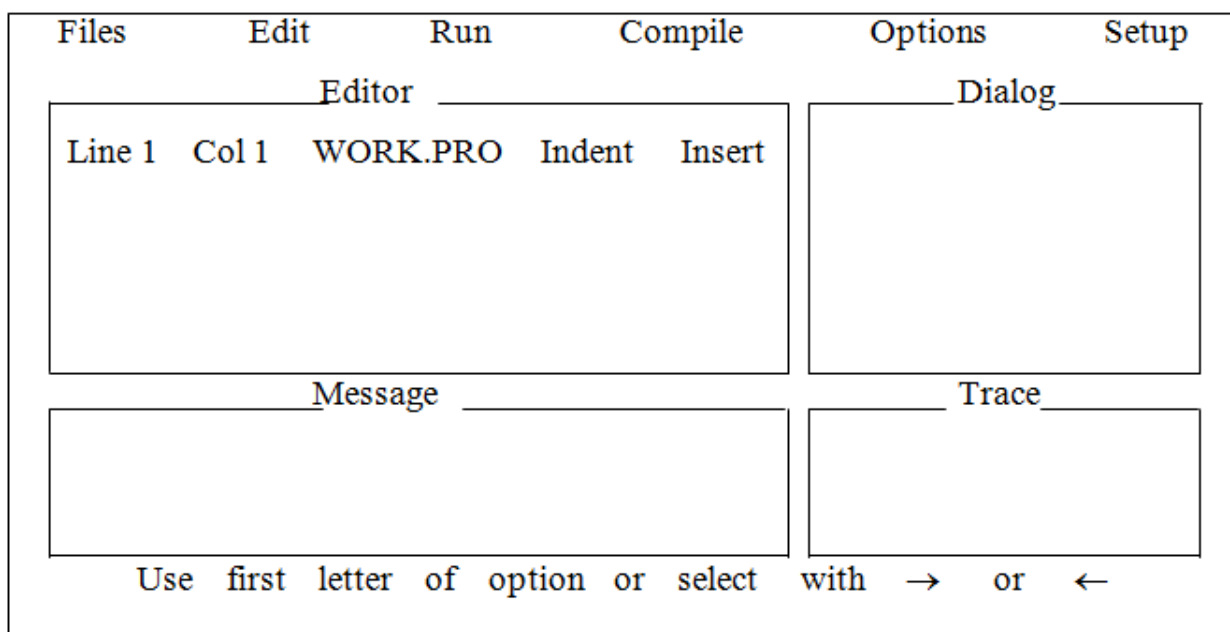 Files Edit Run Compile Options Setup
Editor Dialog
Line 1 Col 1 WORK.PRO Indent Insert
Message Trace
Use first letter of option or select with → or ←